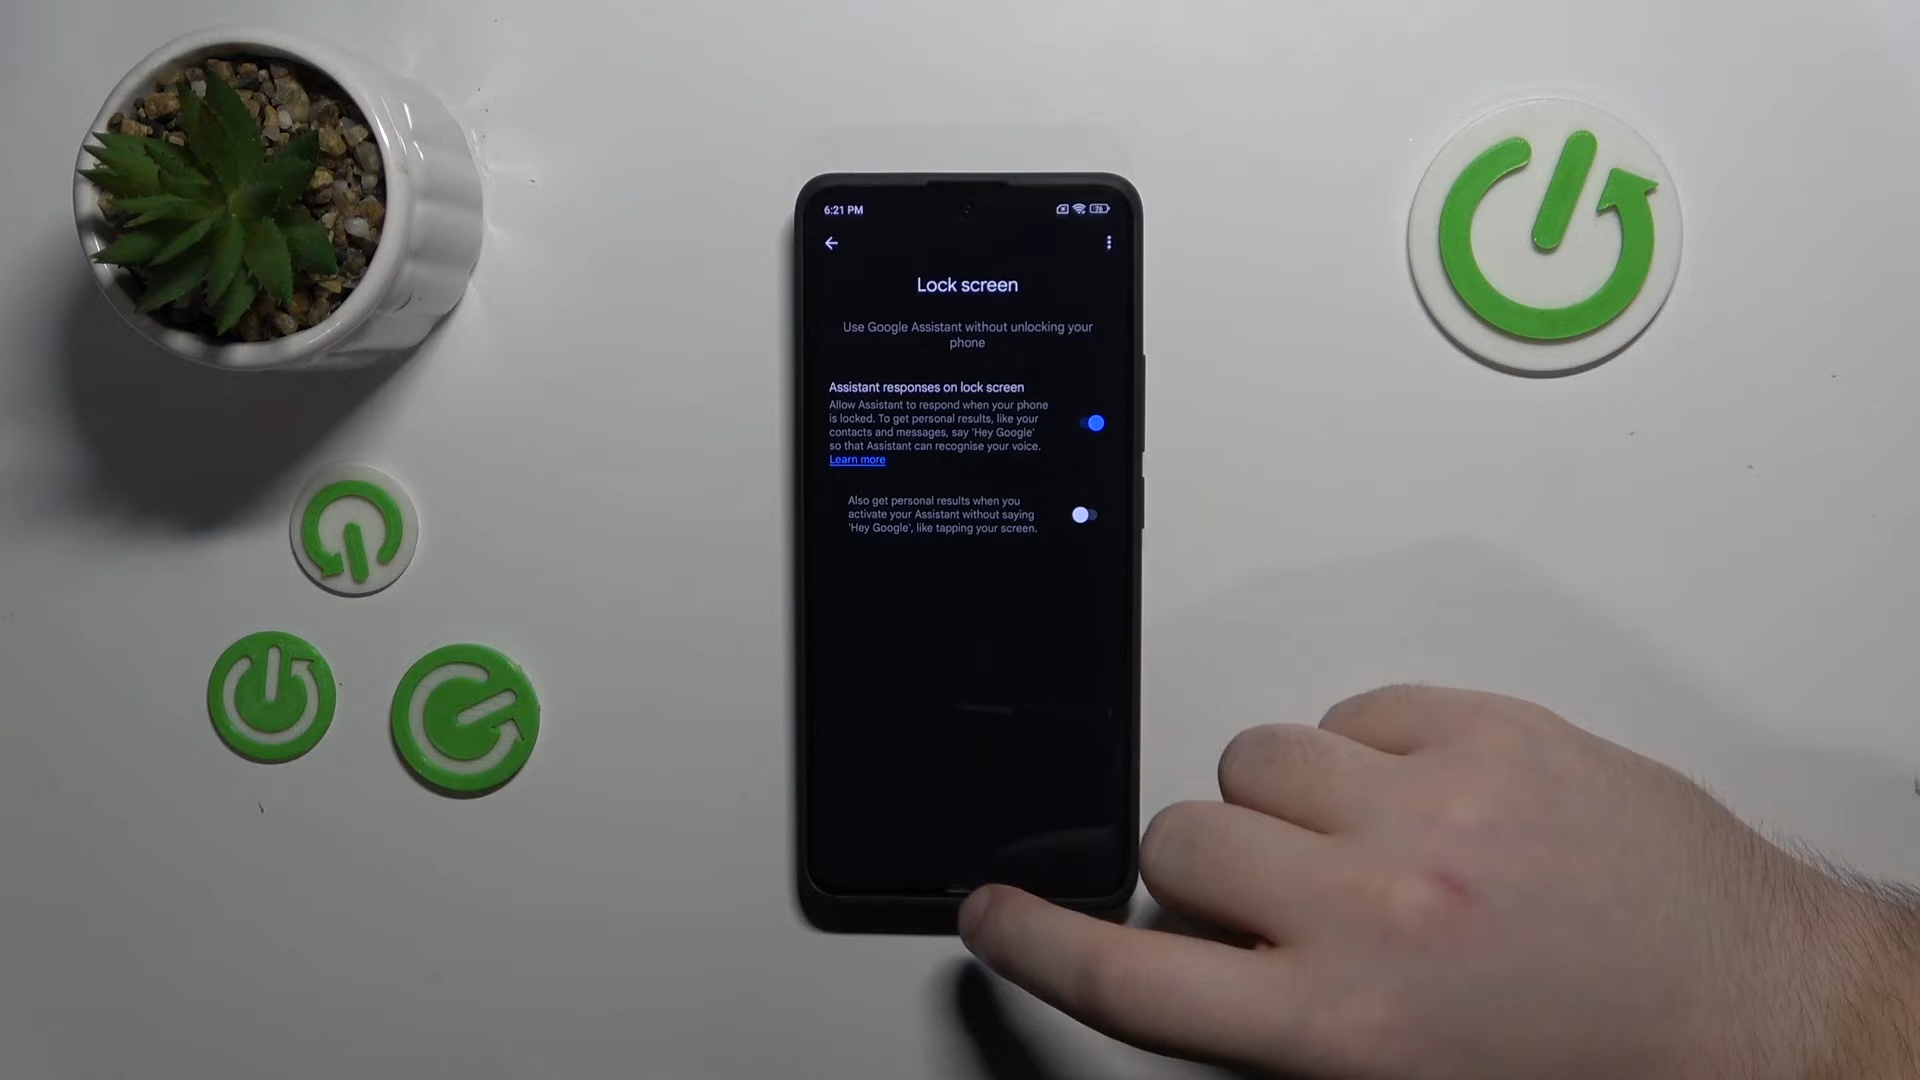 6:21 PM
76
Lock screen
Use Google Assistant without unlocking your
phone
Assistant responses on lock screen
Allow Assistant to respond when your phone
is locked. To get personal results, like your
contacts and messages, say 'Hey Google'
so that Assistant can recognise your voice.
Learn more
Also get personal results when you
activate your Assistant without saying
'Hey Google', like tapping your screen.